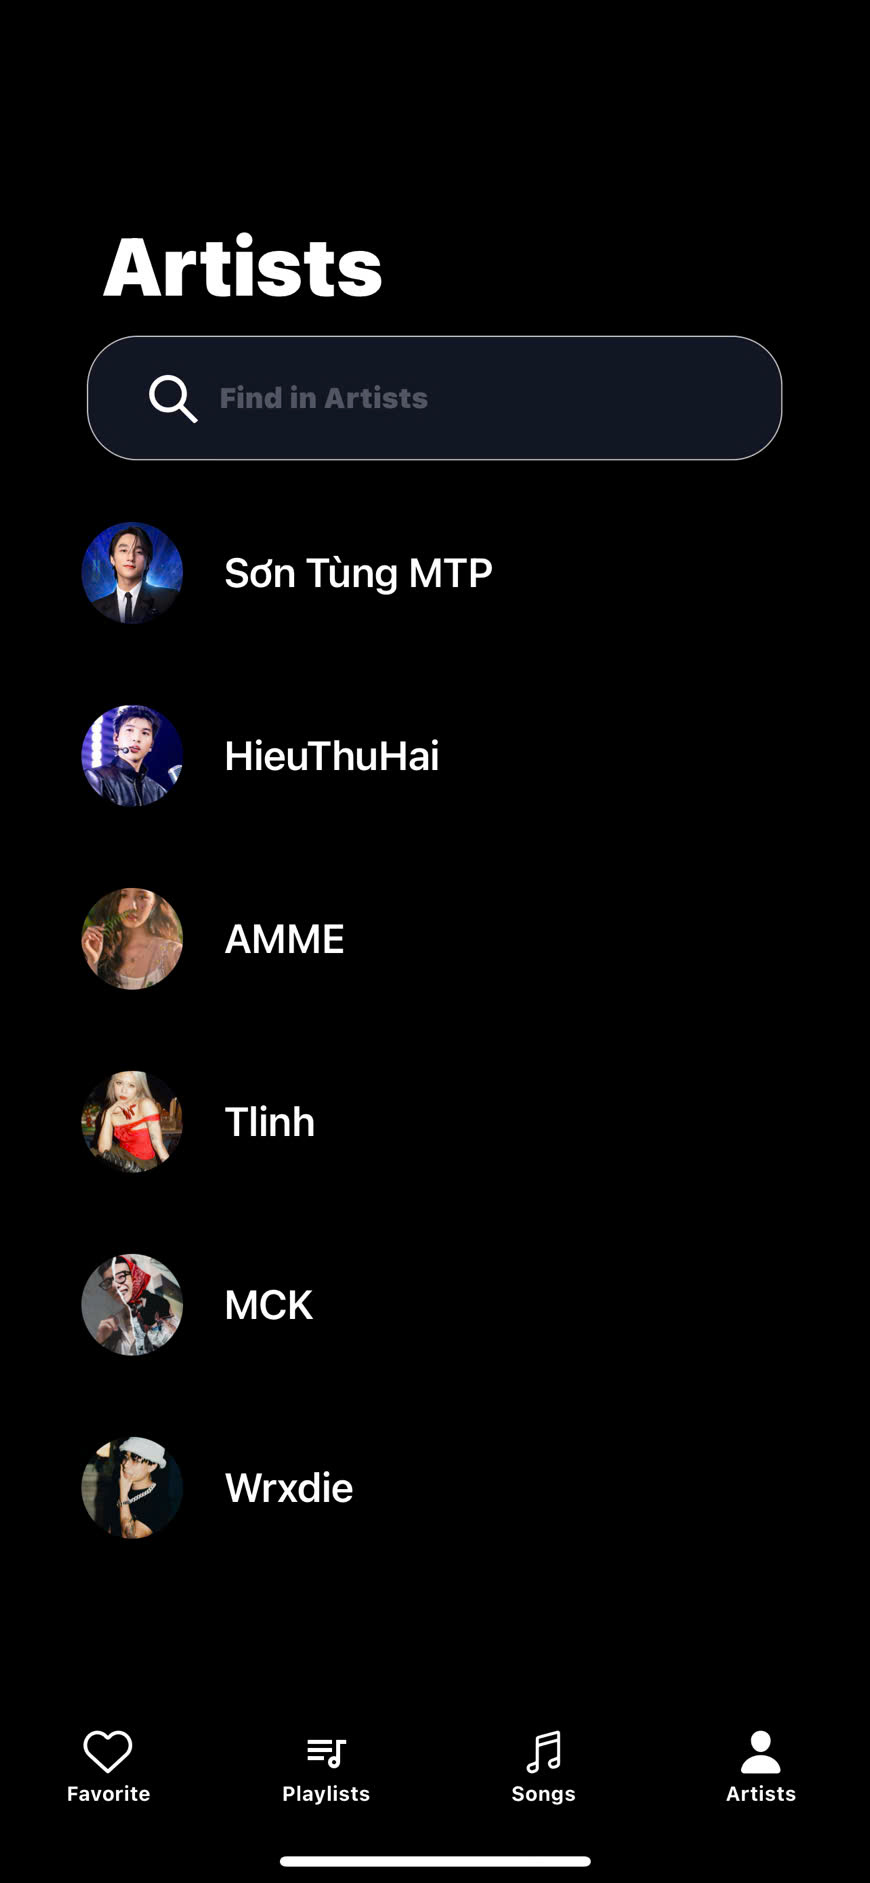 Artists
Find in Artists
Sơn Tùng MTP
HieuThuHai
AMME
Tlinh
MCK
Wrxdie
Favorite
Playlists
Songs
Artists